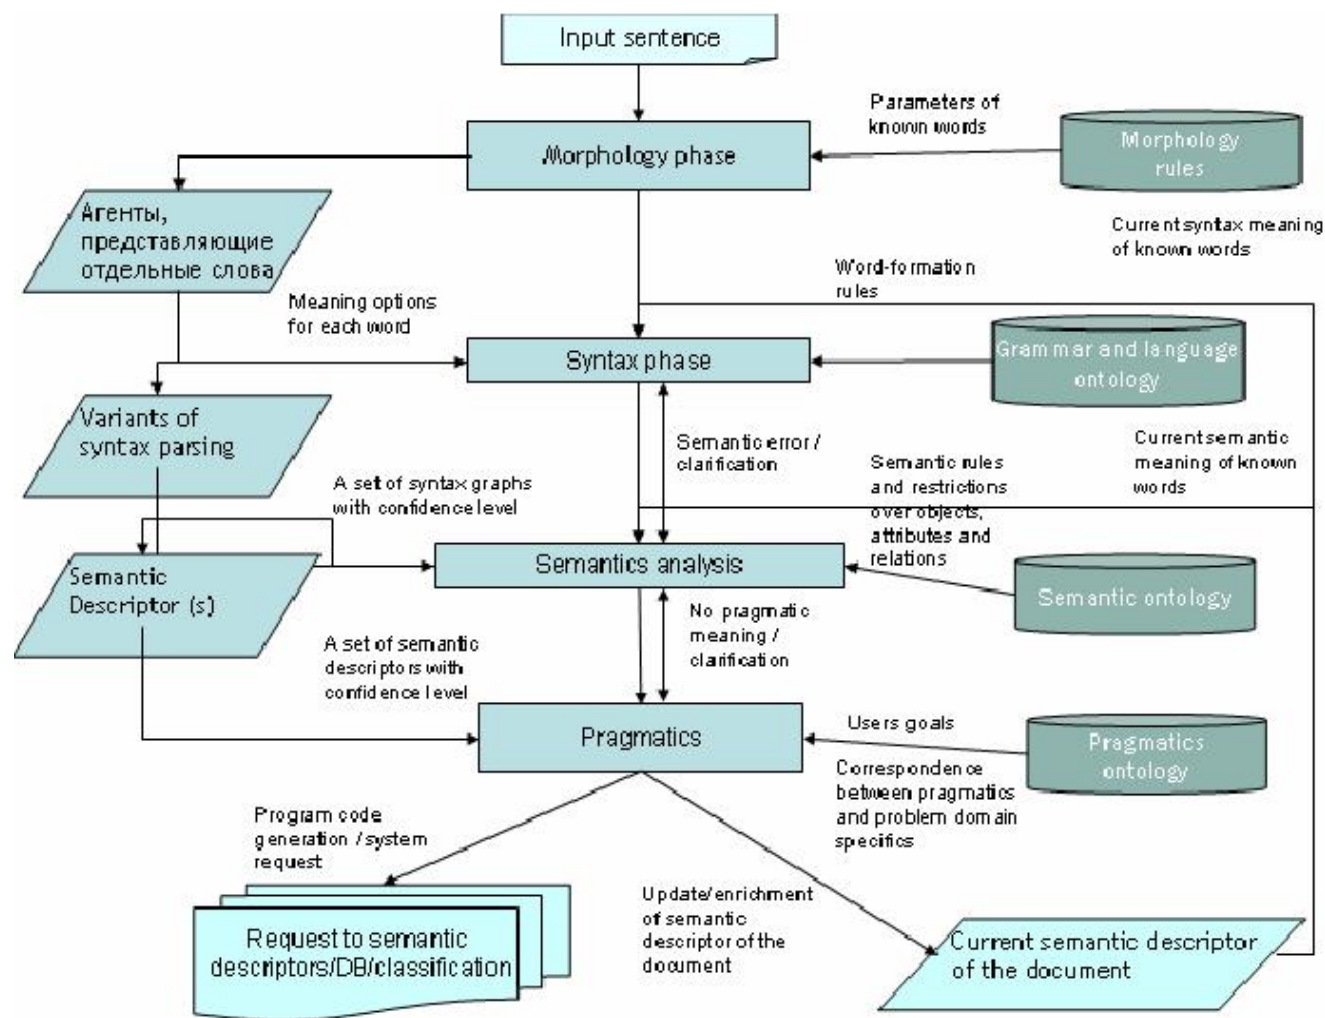 Input sentence
Parameters of
known words
Morphology phase
Morphology
rules
Агенты,
представляющие
отдельные слова
Current syntax meaning
of known words
Word-formation
rules
Meaning options
for each word
Syntax phase
Grammar and language
ontology
Variants of
syntax parsing
Semantic error /
clarification
Current semantic
meaning of known
words
Semantic rules
and restrictions
over objects,
attributes and
relations
A set of syntax graphs
with confidence level
Semantic
Descriptor (s)
Semantics analysis
Semantic ontology
No pragmatic
meaning /
clarification
A set of semantic
descriptors with
confidence level
Pragmatics
Users goals
Pragmatics
ontology
Correspondence
between pragmatics
and problem domain
specifics
Program code
generation / system
request
Update/enrichment
of semantic
descriptor of the
document
Request to semantic
descriptors/DB/classification
Current semantic descriptor
of the document